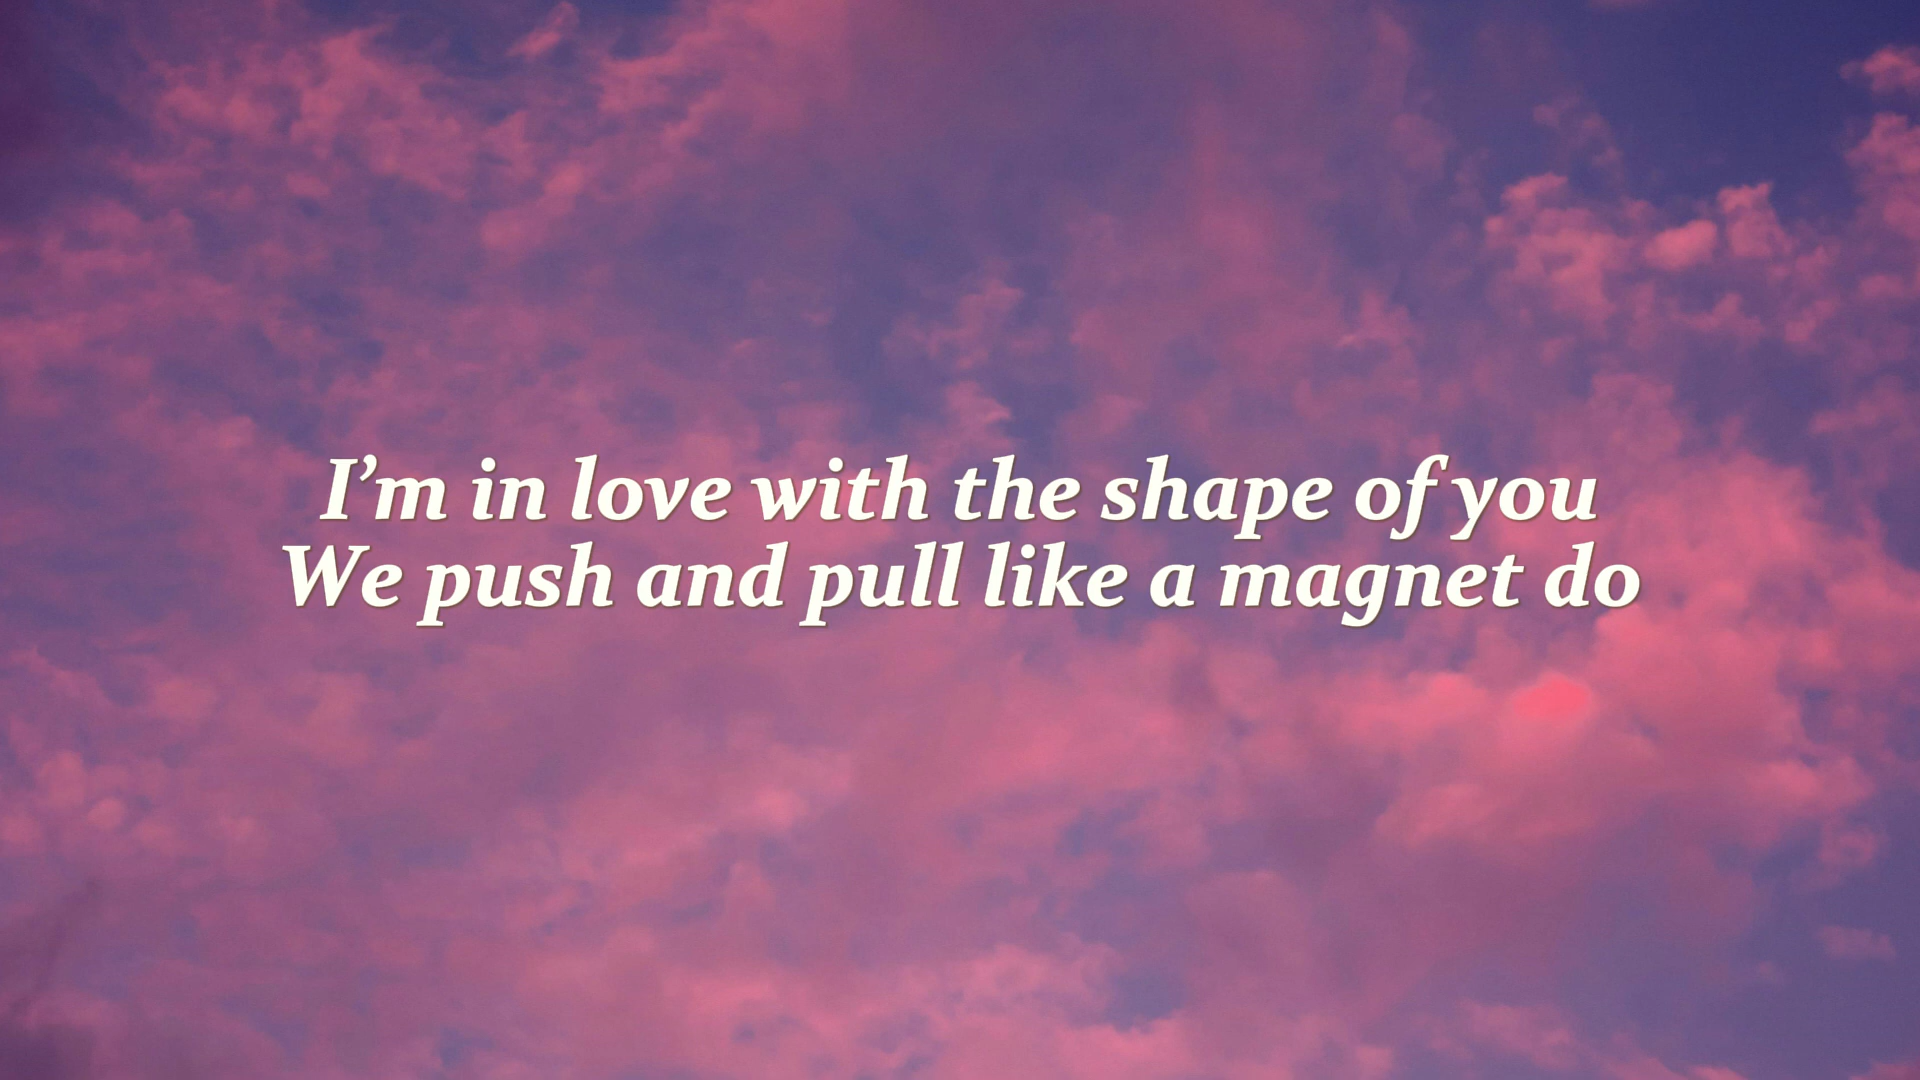 I’m in love with the shape of you
We push and pull like a magnet do